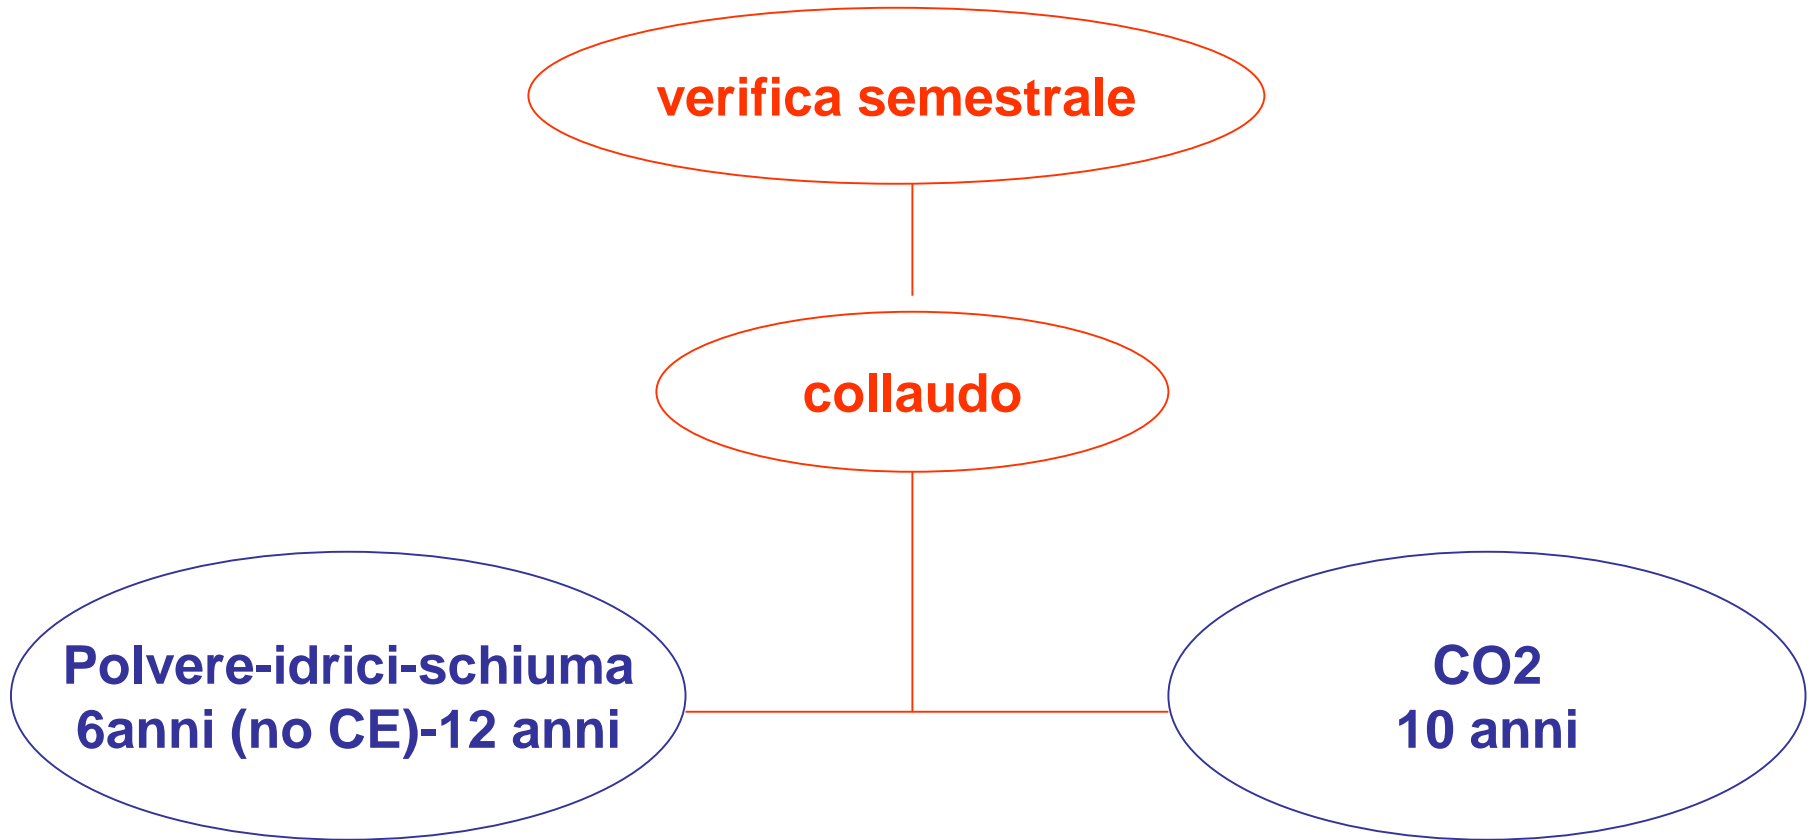 verifica semestrale
collaudo
Polvere-idrici-schiuma
6anni (no CE)-12 anni
CO2
10 anni